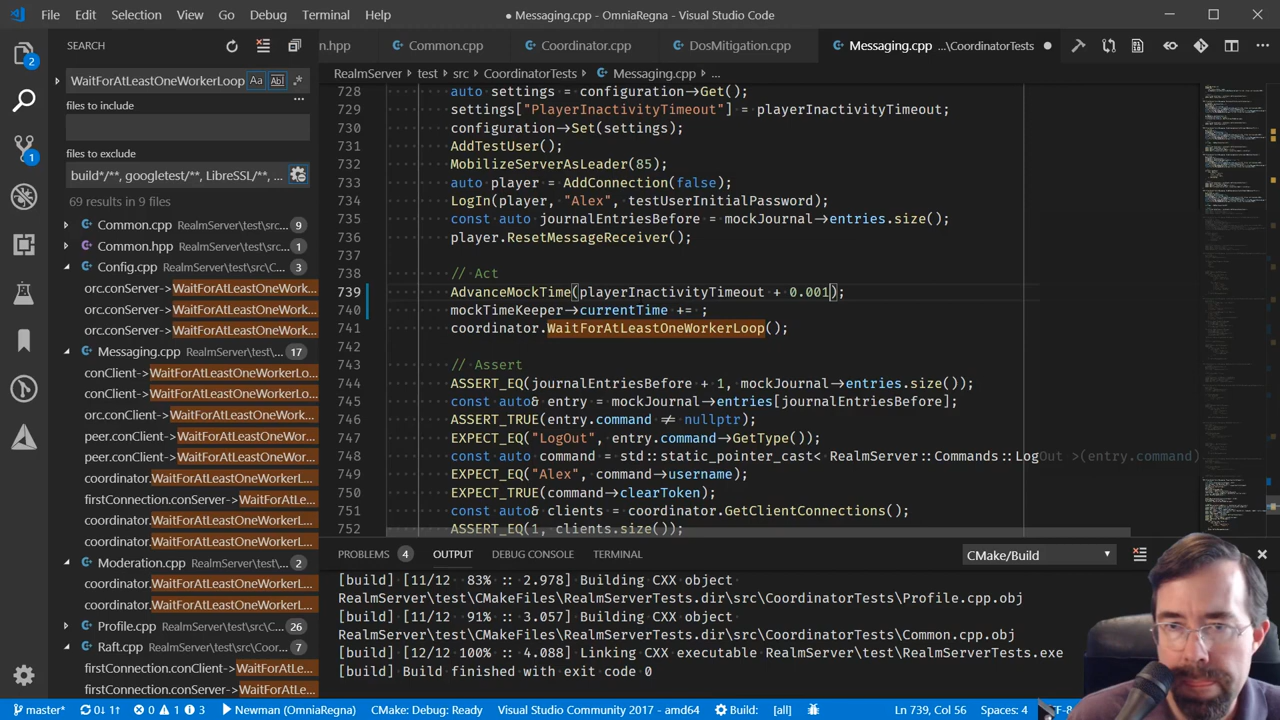 File Edit Selection View Go Debug Terminal Help ● Messaging.cpp - OmniaRegna - Visual Studio Code
SEARCH
n.hpp Common.cpp Coordinator.cpp DosMitigation.cpp Messaging.cpp ...\CoordinatorTests
WaitForAtLeastOneWorkerLoop Aa Abl .*
files to include
...
files to exclude
build*/**, googletest/**, LibreSSL/**, ...
69 results in 9 files
Common.cpp RealmServer\test\src... 9
Common.hpp RealmServer\test\src... 1
Config.cpp RealmServer\test\src\C... 3
orc.conServer->WaitForAtLeastOneWork...
orc.conServer->WaitForAtLeastOneWork...
orc.conServer->WaitForAtLeastOneWork...
Messaging.cpp RealmServer\test\... 17
conClient->WaitForAtLeastOneWorkerL...
conClient->WaitForAtLeastOneWorkerL...
orc.conClient->WaitForAtLeastOneWork...
peer.conClient->WaitForAtLeastOneWor...
peer.conClient->WaitForAtLeastOneWor...
coordinator.WaitForAtLeastOneWorkerL...
firstConnection.conServer->WaitForAtLe...
coordinator.WaitForAtLeastOneWorkerL...
coordinator.WaitForAtLeastOneWorkerL...
Moderation.cpp RealmServer\test\... 2
coordinator.WaitForAtLeastOneWorkerL...
coordinator.WaitForAtLeastOneWorkerL...
Profile.cpp RealmServer\test\src\... 26
Raft.cpp RealmServer\test\src\Coor... 7
firstConnection.conClient->WaitForAtLe...
firstConnection.conServer->WaitForAtLe...
2
1
RealmServer > test > src > CoordinatorTests > Messaging.cpp > ...
728 auto settings = configuration->Get();
729 settings["PlayerInactivityTimeout"] = playerInactivityTimeout;
730 configuration->Set(settings);
731 AddTestUser();
732 MobilizeServerAsLeader(85);
733 auto player = AddConnection(false);
734 LogIn(player, "Alex", testUserInitialPassword);
735 const auto journalEntriesBefore = mockJournal->entries.size();
736 player.ResetMessageReceiver();
737
738 // Act
739 AdvanceMockTime(playerInactivityTimeout + 0.001);
740 mockTimeKeeper->currentTime += ;
741 coordinator.WaitForAtLeastOneWorkerLoop();
742
743 // Assert
744 ASSERT_EQ(journalEntriesBefore + 1, mockJournal->entries.size());
745 const auto& entry = mockJournal->entries[journalEntriesBefore];
746 ASSERT_TRUE(entry.command ≠ nullptr);
747 EXPECT_EQ("LogOut", entry.command->GetType());
748 const auto command = std::static_pointer_cast< RealmServer::Commands::LogOut >(entry.command)
749 EXPECT_EQ("Alex", command->username);
750 EXPECT_TRUE(command->clearToken);
751 const auto& clients = coordinator.GetClientConnections();
752 ASSERT_EQ(1, clients.size());
PROBLEMS 4 OUTPUT DEBUG CONSOLE TERMINAL CMake/Build
[build] [11/12 83% :: 2.978] Building CXX object
RealmServer\test\CMakeFiles\RealmServerTests.dir\src\CoordinatorTests\Profile.cpp.obj
[build] [11/12 91% :: 3.057] Building CXX object
RealmServer\test\CMakeFiles\RealmServerTests.dir\src\CoordinatorTests\Common.cpp.obj
[build] [12/12 100% :: 4.088] Linking CXX executable RealmServer\test\RealmServerTests.exe
[build] Build finished with exit code 0
master* 0↓ 1↑ 0 1 3 Newman (OmniaRegna) CMake: Debug: Ready Visual Studio Community 2017 - amd64 Build: [all] Ln 739, Col 56 Spaces: 4